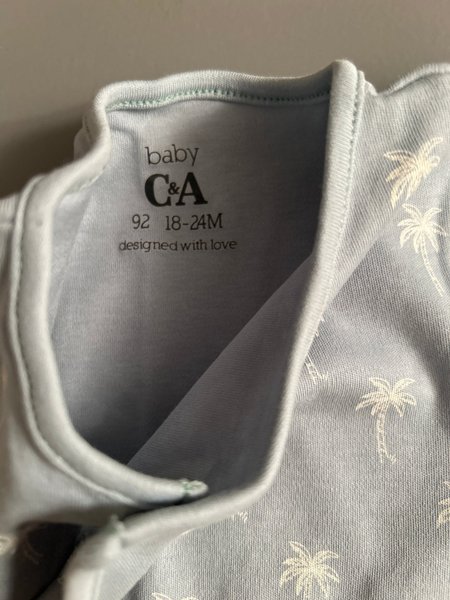 baby
C&A
92 18-24M
designed with love